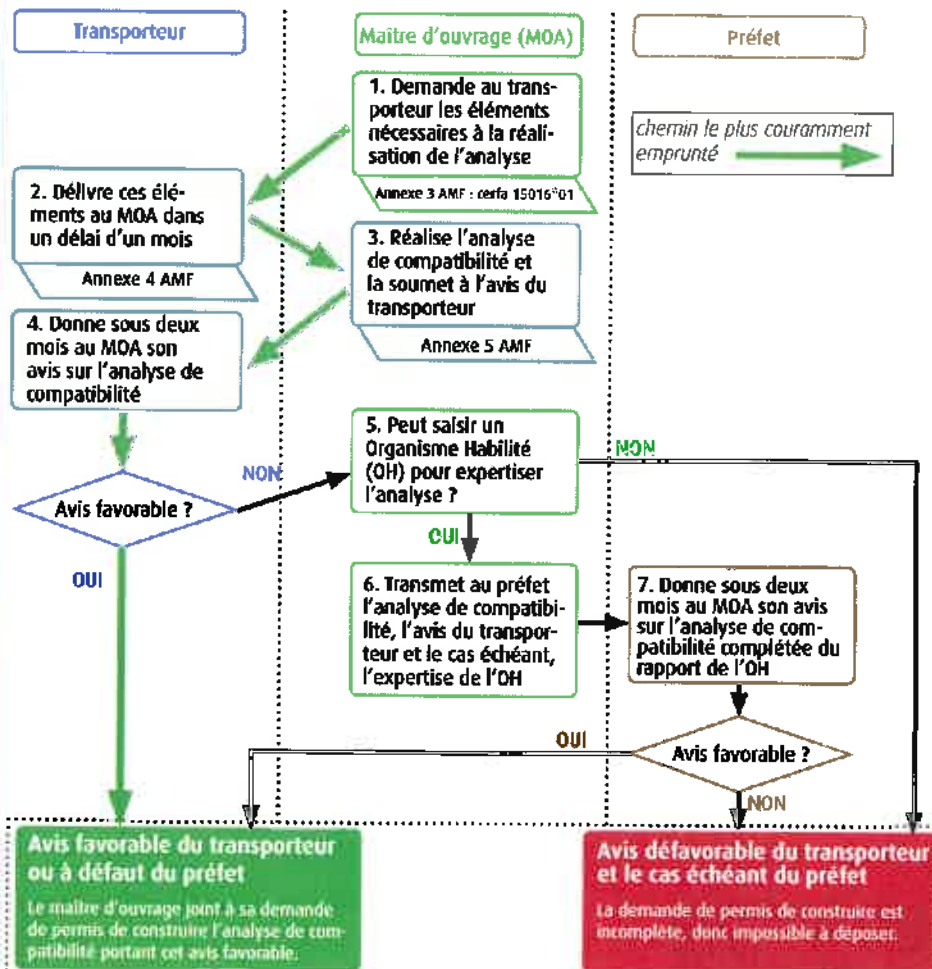 Transporteur
Maître d'ouvrage (MOA)
Préfet
1. Demande au trans-
porteur les éléments
nécessaires à la réali-
sation de l'analyse
Annexe 3 AMF : cerfa 15016*01
chemin le plus couramment
emprunté
2. Délivre ces élé-
ments au MOA dans
un délai d'un mois
Annexe 4 AMF
3. Réalise l'analyse
de compatibilité et
la soumet à l'avis du
transporteur
Annexe 5 AMF
4. Donne sous deux
mois au MOA son
avis sur l'analyse de
compatibilité
5. Peut saisir un
Organisme Habilité
(OH) pour expertiser
l'analyse ?
NON
NON
Avis favorable ?
OUI
OUI
6. Transmet au préfet
l'analyse de compatibi-
lité, l'avis du transpor-
teur et le cas échéant,
l'expertise de l'OH
7. Donne sous deux
mois au MOA son avis
sur l'analyse de com-
patibilité complétée du
rapport de l'OH
OUI
Avis favorable ?
NON
Avis favorable du transporteur
ou à défaut du préfet
Le maître d'ouvrage joint à sa demande
de permis de construire l'analyse de com-
patibilité portant cet avis favorable.
Avis défavorable du transporteur
et le cas échéant du préfet
La demande de permis de construire est
incomplète, donc impossible à déposer.